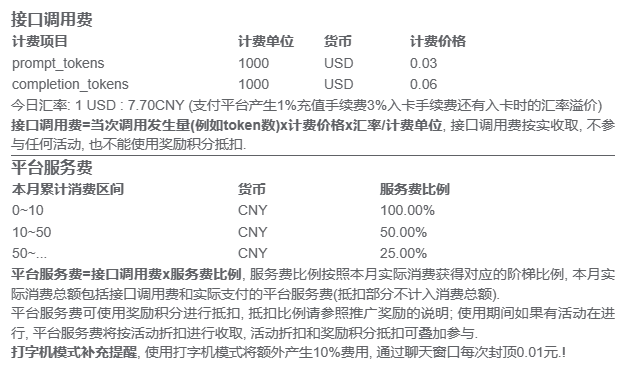 接口调用费
计费项目 计费单位 货币 计费价格
prompt_tokens 1000 USD 0.03
completion_tokens 1000 USD 0.06
今日汇率: 1 USD : 7.70CNY (支付平台产生1%充值手续费3%入卡手续费还有入卡时的汇率溢价)
接口调用费=当次调用发生量(例如token数)x计费价格x汇率/计费单位, 接口调用费按实收取, 不参
与任何活动, 也不能使用奖励积分抵扣.
平台服务费
本月累计消费区间 货币 服务费比例
0~10 CNY 100.00%
10~50 CNY 50.00%
50~... CNY 25.00%
平台服务费=接口调用费x服务费比例, 服务费比例按照本月实际消费获得对应的阶梯比例, 本月实
际消费总额包括接口调用费和实际支付的平台服务费(抵扣部分不计入消费总额).
平台服务费可使用奖励积分进行抵扣, 抵扣比例请参照推广奖励的说明; 使用期间如果有活动在进
行, 平台服务费将按活动折扣进行收取, 活动折扣和奖励积分抵扣可叠加参与.
打字机模式补充提醒, 使用打字机模式将额外产生10%费用, 通过聊天窗口每次封顶0.01元.!